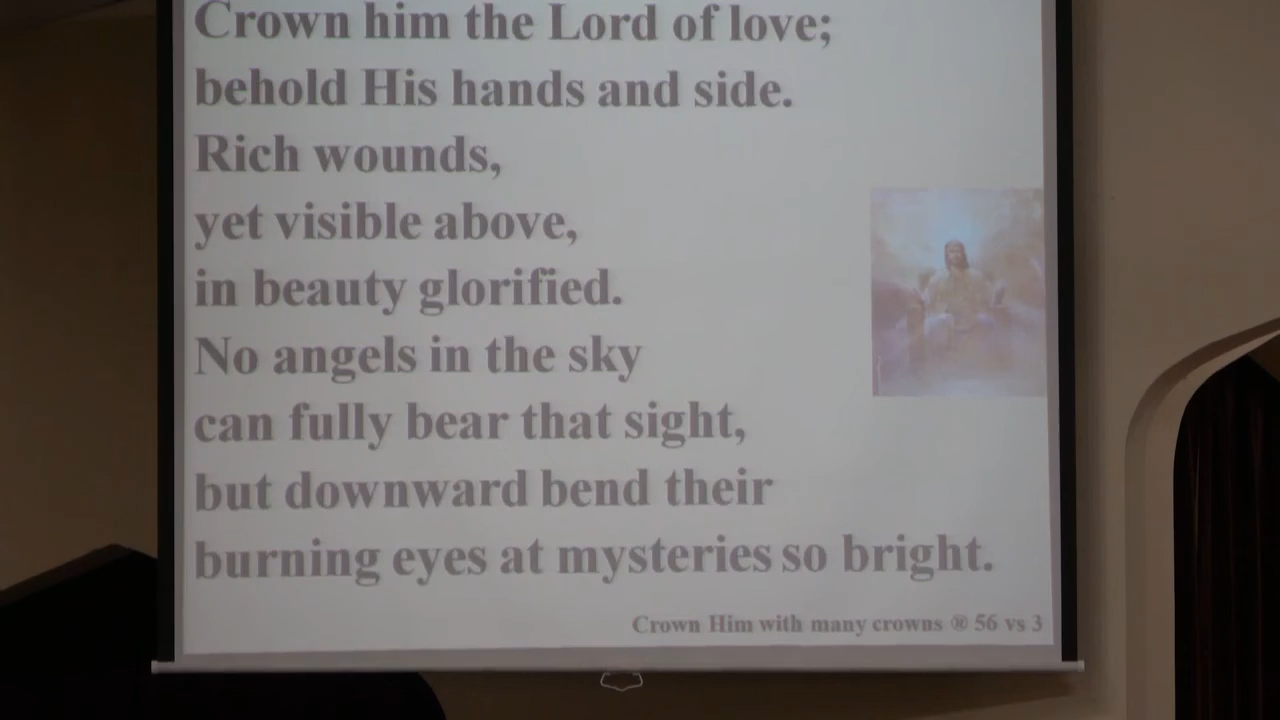 Crown him the Lord of love;
behold His hands and side.
Rich wounds,
yet visible above,
in beauty glorified.
No angels in the sky
can fully bear that sight,
but downward bend their
burning eyes at mysteries so bright.
Crown Him with many crowns ® 56 vs 3